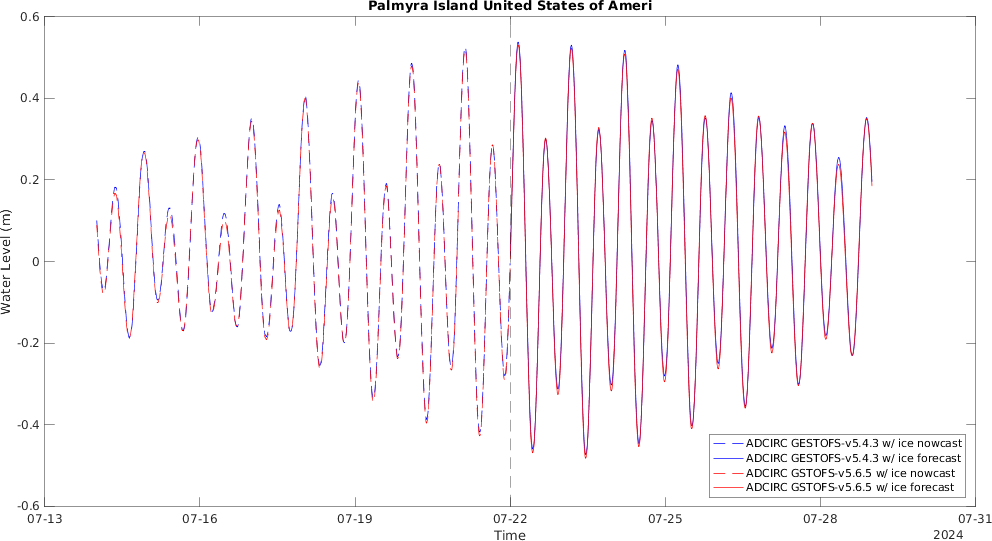 Palmyra Island United States of Ameri
0.6
0.4
0.2
0
-0.2
-0.4
-0.6
Water Level (m)
ADCIRC GESTOFS-v5.4.3 w/ ice nowcast
ADCIRC GESTOFS-v5.4.3 w/ ice forecast
ADCIRC GSTOFS-v5.6.5 w/ ice nowcast
ADCIRC GSTOFS-v5.6.5 w/ ice forecast
07-13 07-16 07-19 07-22 07-25 07-28 07-31
Time
2024